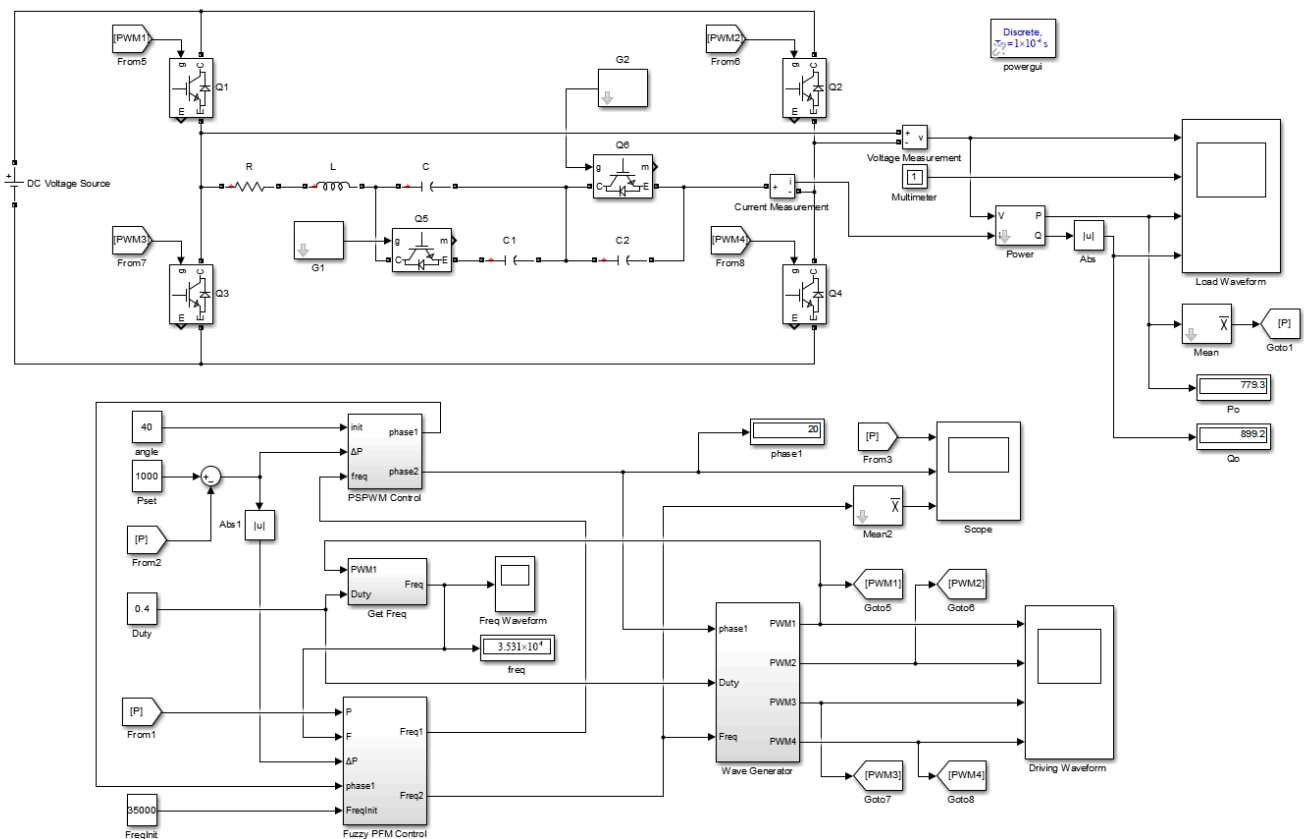 [PWM1]
From5
g
C
m
E
Q1
[PWM2]
From6
g
C
m
E
Q2
G2
Discrete,
powergui
DC Voltage Source
+
R
L
C
Q6
g
m
C
E
+
-
v
Voltage Measurement
1
Multimeter
+
i
-
Current Measurement
V
I
P
Q
Power
|u|
Abs
Load Waveform
[PWM3]
From7
g
C
m
E
Q3
G1
Q5
g
m
C
E
C1
C2
[PWM4]
From8
g
C
m
E
Q4
Mean
[P]
Goto1
779.3
Po
899.2
Qo
40
angle
1000
Pset
[P]
From2
|u|
Abs1
init
ΔP
freq
phase1
phase2
PSPWM Control
20
phase1
[P]
From3
Mean2
Scope
0.4
Duty
PWM1
Duty
Freq
Get Freq
Freq Waveform
3.531×10⁴
freq
[PWM1]
Goto5
[PWM2]
Goto6
phase1
Duty
Freq
PWM1
PWM2
PWM3
PWM4
Wave Generator
Driving Waveform
[PWM3]
Goto7
[PWM4]
Goto8
[P]
From1
P
F
ΔP
phase1
FreqInit
Freq1
Freq2
Fuzzy PFM Control
35000
FreqInit